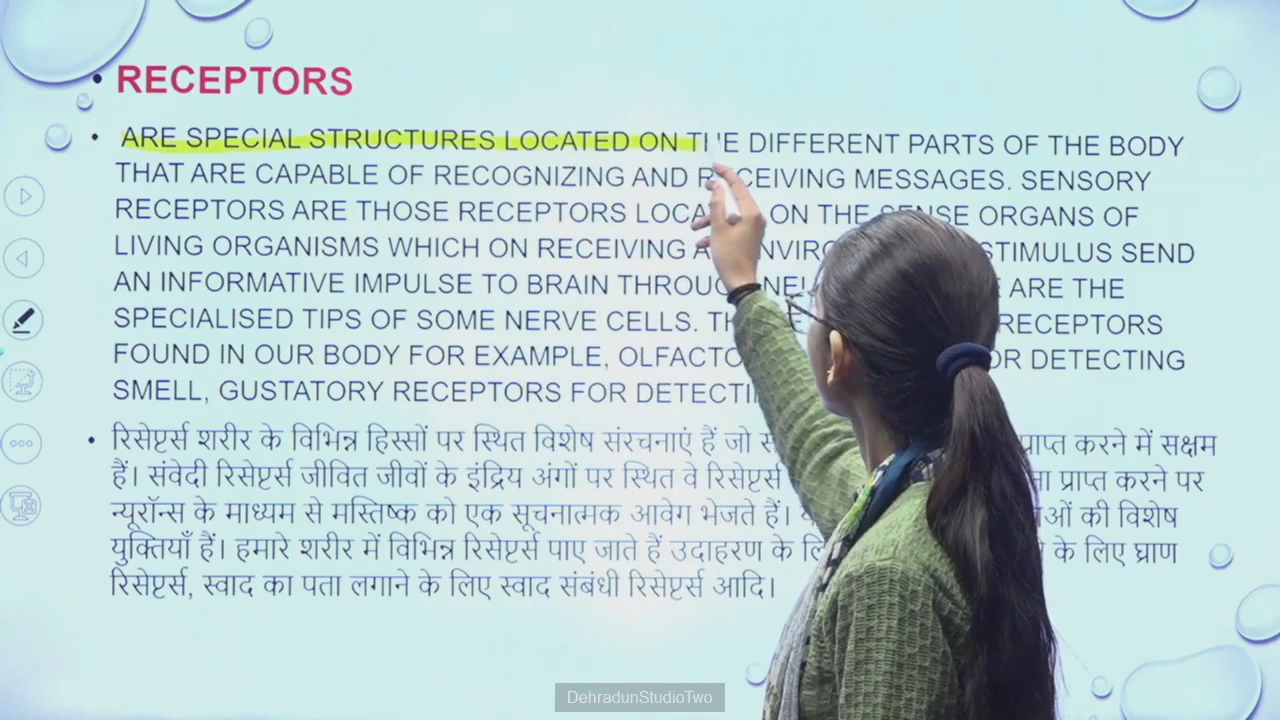 RECEPTORS
ARE SPECIAL STRUCTURES LOCATED ON THE DIFFERENT PARTS OF THE BODY
THAT ARE CAPABLE OF RECOGNIZING AND RECEIVING MESSAGES. SENSORY
RECEPTORS ARE THOSE RECEPTORS ON THE SENSE ORGANS OF
LIVING ORGANISMS WHICH ON RECEIVING STIMULUS SEND
AN INFORMATIVE IMPULSE TO BRAIN ARE THE
SPECIALISED TIPS OF SOME NERVE CELLS. RECEPTORS
FOUND IN OUR BODY FOR EXAMPLE, DETECTING
SMELL, GUSTATORY RECEPTORS FOR
रिसेप्टर्स शरीर के विभिन्न हिस्सों पर स्थित विशेष संरचनाएं हैं जो प्राप्त करने में सक्षम
हैं। संवेदी रिसेप्टर्स जीवित जीवों के इंद्रिय अंगों पर स्थित वे रिसेप्टर्स प्राप्त करने पर
न्यूरॉन्स के माध्यम से मस्तिष्क को एक सूचनात्मक आवेग भेजते हैं। की विशेष
युक्तियाँ हैं। हमारे शरीर में विभिन्न रिसेप्टर्स पाए जाते हैं उदाहरण के के लिए घ्राण
रिसेप्टर्स, स्वाद का पता लगाने के लिए स्वाद संबंधी रिसेप्टर्स आदि।
DehradunStudioTwo